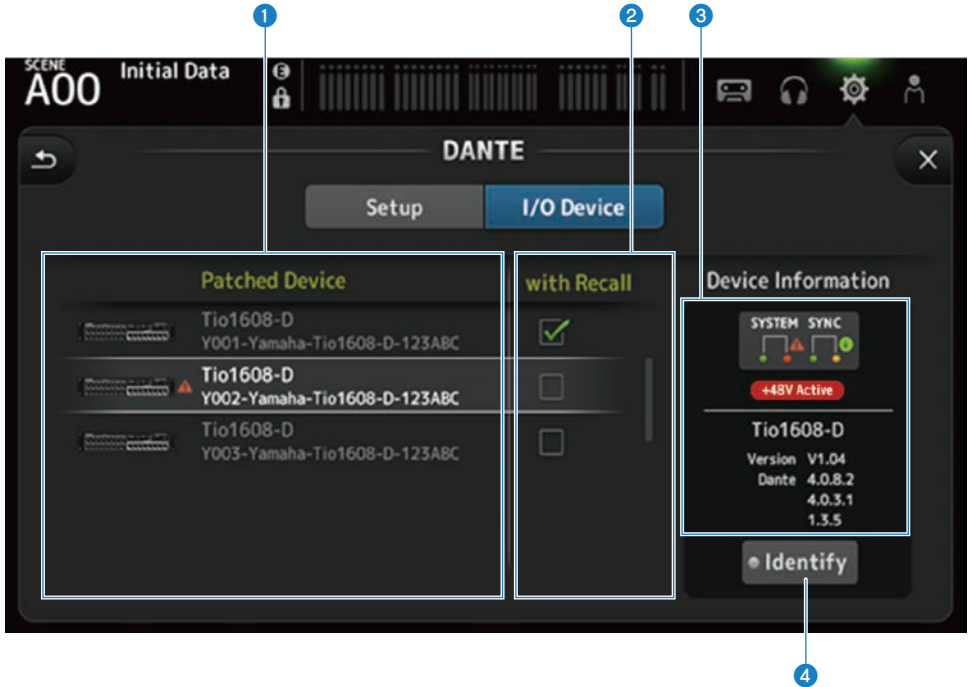 1 2 3
SCENE
A00 Initial Data E
DANTE
Setup I/O Device
Patched Device with Recall Device Information
Tio1608-D
Y001-Yamaha-Tio1608-D-123ABC
Tio1608-D
Y002-Yamaha-Tio1608-D-123ABC
Tio1608-D
Y003-Yamaha-Tio1608-D-123ABC
SYSTEM SYNC
+48V Active
Tio1608-D
Version V1.04
Dante 4.0.8.2
4.0.3.1
1.3.5
Identify
4